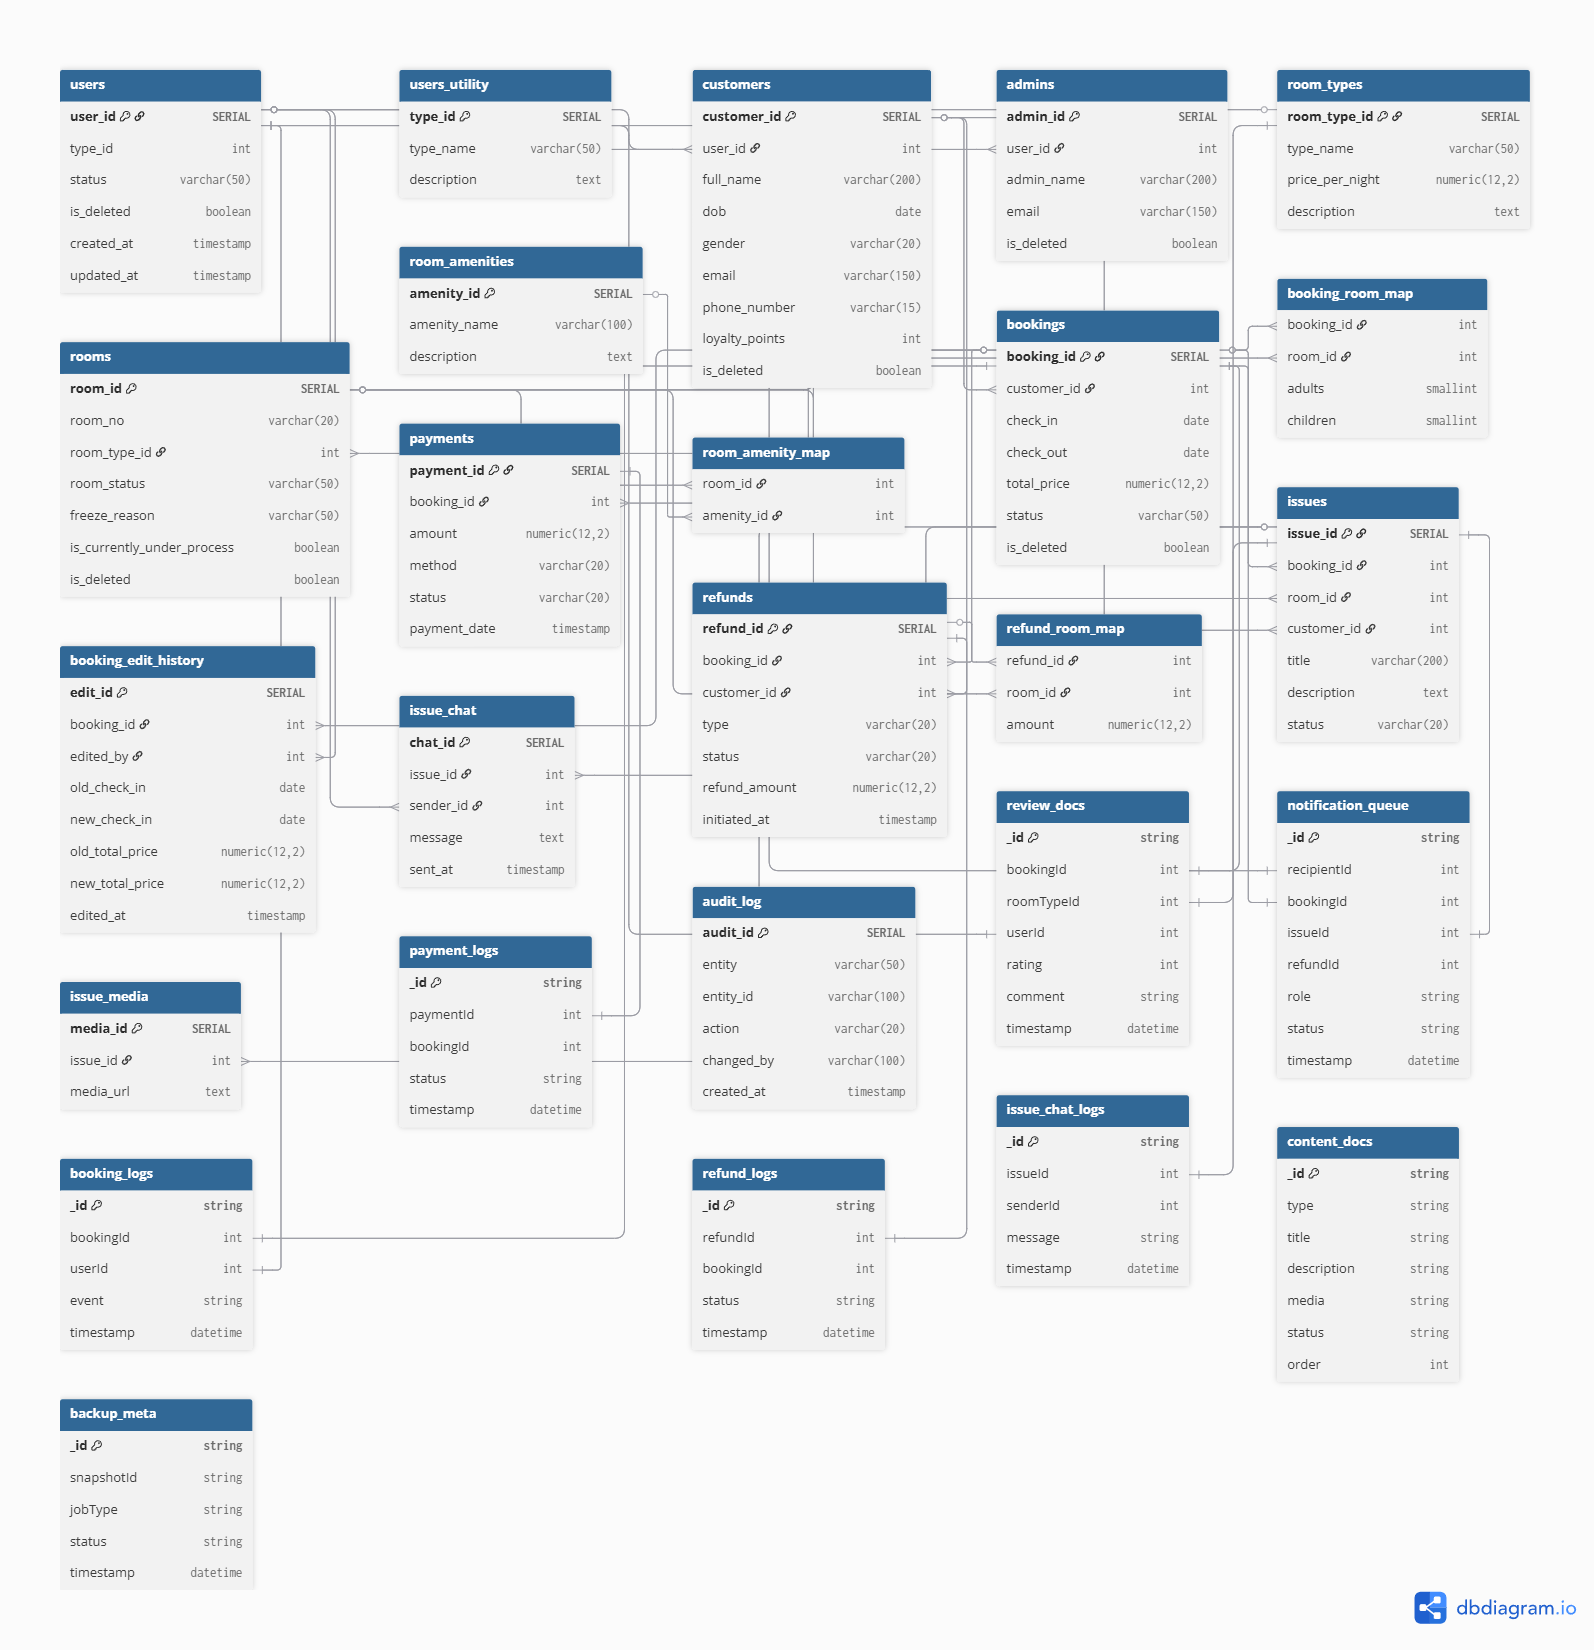 users
user_id SERIAL
type_id int
status varchar(50)
is_deleted boolean
created_at timestamp
updated_at timestamp
users_utility
type_id SERIAL
type_name varchar(50)
description text
customers
customer_id SERIAL
user_id int
full_name varchar(200)
dob date
gender varchar(20)
email varchar(150)
phone_number varchar(15)
loyalty_points int
is_deleted boolean
admins
admin_id SERIAL
user_id int
admin_name varchar(200)
email varchar(150)
is_deleted boolean
room_types
room_type_id SERIAL
type_name varchar(50)
price_per_night numeric(12,2)
description text
room_amenities
amenity_id SERIAL
amenity_name varchar(100)
description text
booking_room_map
booking_id int
room_id int
adults smallint
children smallint
bookings
booking_id SERIAL
customer_id int
check_in date
check_out date
total_price numeric(12,2)
status varchar(50)
is_deleted boolean
rooms
room_id SERIAL
room_no varchar(20)
room_type_id int
room_status varchar(50)
freeze_reason varchar(50)
is_currently_under_process boolean
is_deleted boolean
payments
payment_id SERIAL
booking_id int
amount numeric(12,2)
method varchar(20)
status varchar(20)
payment_date timestamp
room_amenity_map
room_id int
amenity_id int
issues
issue_id SERIAL
booking_id int
room_id int
customer_id int
title varchar(200)
description text
status varchar(20)
refunds
refund_id SERIAL
booking_id int
customer_id int
type varchar(20)
status varchar(20)
refund_amount numeric(12,2)
initiated_at timestamp
refund_room_map
refund_id int
room_id int
amount numeric(12,2)
booking_edit_history
edit_id SERIAL
booking_id int
edited_by int
old_check_in date
new_check_in date
old_total_price numeric(12,2)
new_total_price numeric(12,2)
edited_at timestamp
issue_chat
chat_id SERIAL
issue_id int
sender_id int
message text
sent_at timestamp
review_docs
_id string
bookingId int
roomTypeId int
userId int
rating int
comment string
timestamp datetime
notification_queue
_id string
recipientId int
bookingId int
issueId int
refundId int
role string
status string
timestamp datetime
audit_log
audit_id SERIAL
entity varchar(50)
entity_id varchar(100)
action varchar(20)
changed_by varchar(100)
created_at timestamp
payment_logs
_id string
paymentId int
bookingId int
status string
timestamp datetime
issue_media
media_id SERIAL
issue_id int
media_url text
issue_chat_logs
_id string
issueId int
senderId int
message string
timestamp datetime
content_docs
_id string
type string
title string
description string
media string
status string
order int
booking_logs
_id string
bookingId int
userId int
event string
timestamp datetime
refund_logs
_id string
refundId int
bookingId int
status string
timestamp datetime
backup_meta
_id string
snapshotId string
jobType string
status string
timestamp datetime
dbdiagram.io